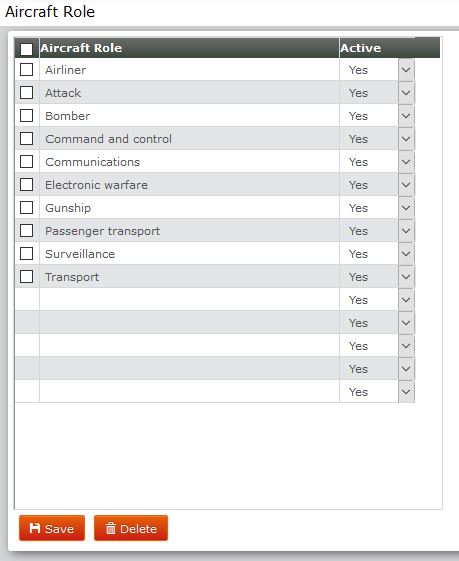 Aircraft Role
Aircraft Role Active
Airliner Yes
Attack Yes
Bomber Yes
Command and control Yes
Communications Yes
Electronic warfare Yes
Gunship Yes
Passenger transport Yes
Surveillance Yes
Transport Yes
Yes
Yes
Yes
Yes
Yes
Save Delete